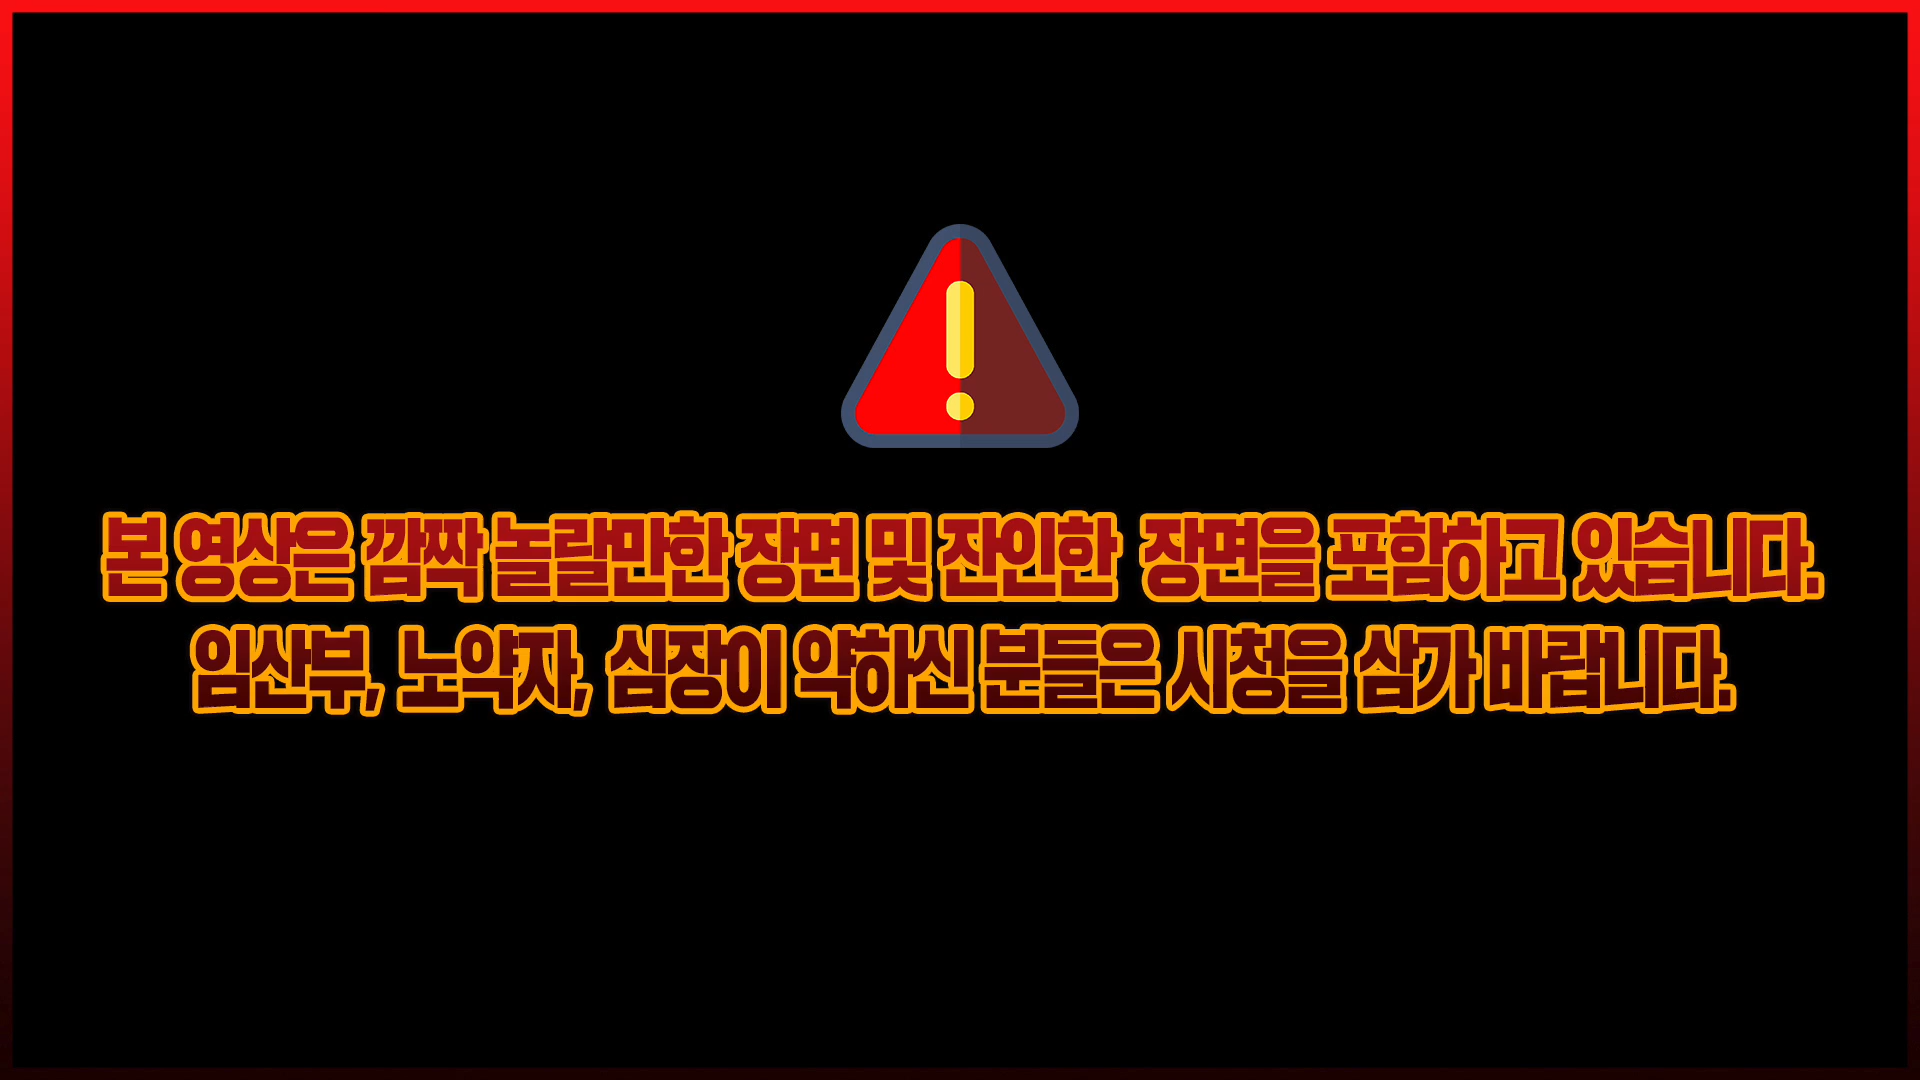 본 영상은 깜짝 놀랄만한 장면 및 잔인한 장면을 포함하고 있습니다.
임산부, 노약자, 심장이 약하신 분들은 시청을 삼가 바랍니다.